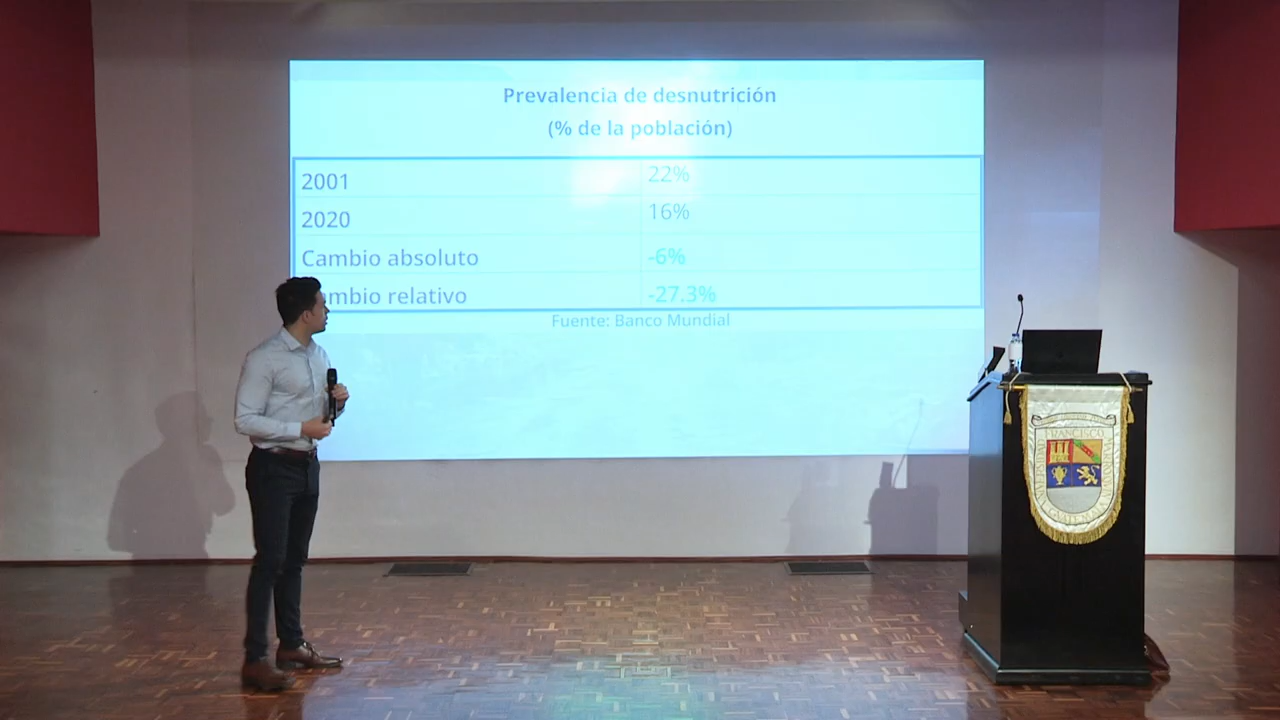 Prevalencia de desnutrición
(% de la población)
2001 22%
2020 16%
Cambio absoluto -6%
mbio relativo -27.3%
Fuente: Banco Mundial
FRANCISCO